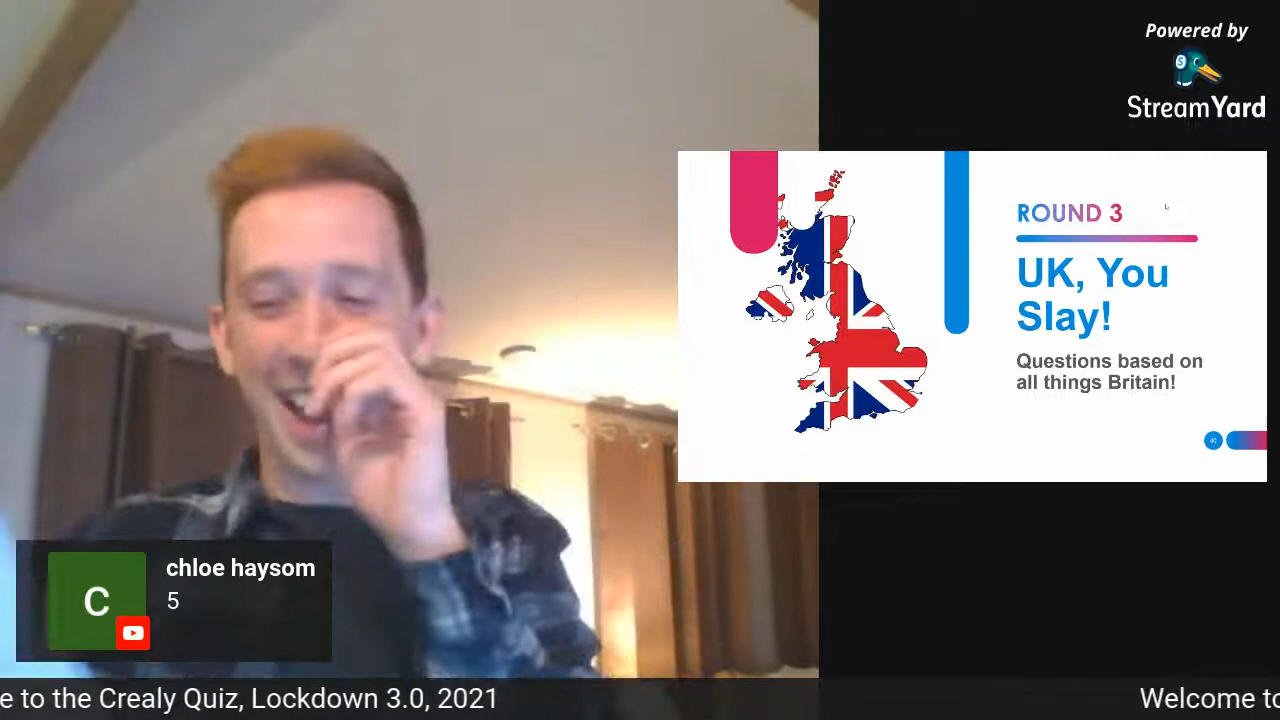 Powered by
StreamYard
ROUND 3
UK, You
Slay!
Questions based on
all things Britain!
40
C
chloe haysom
5
e to the Crealy Quiz, Lockdown 3.0, 2021
Welcome to